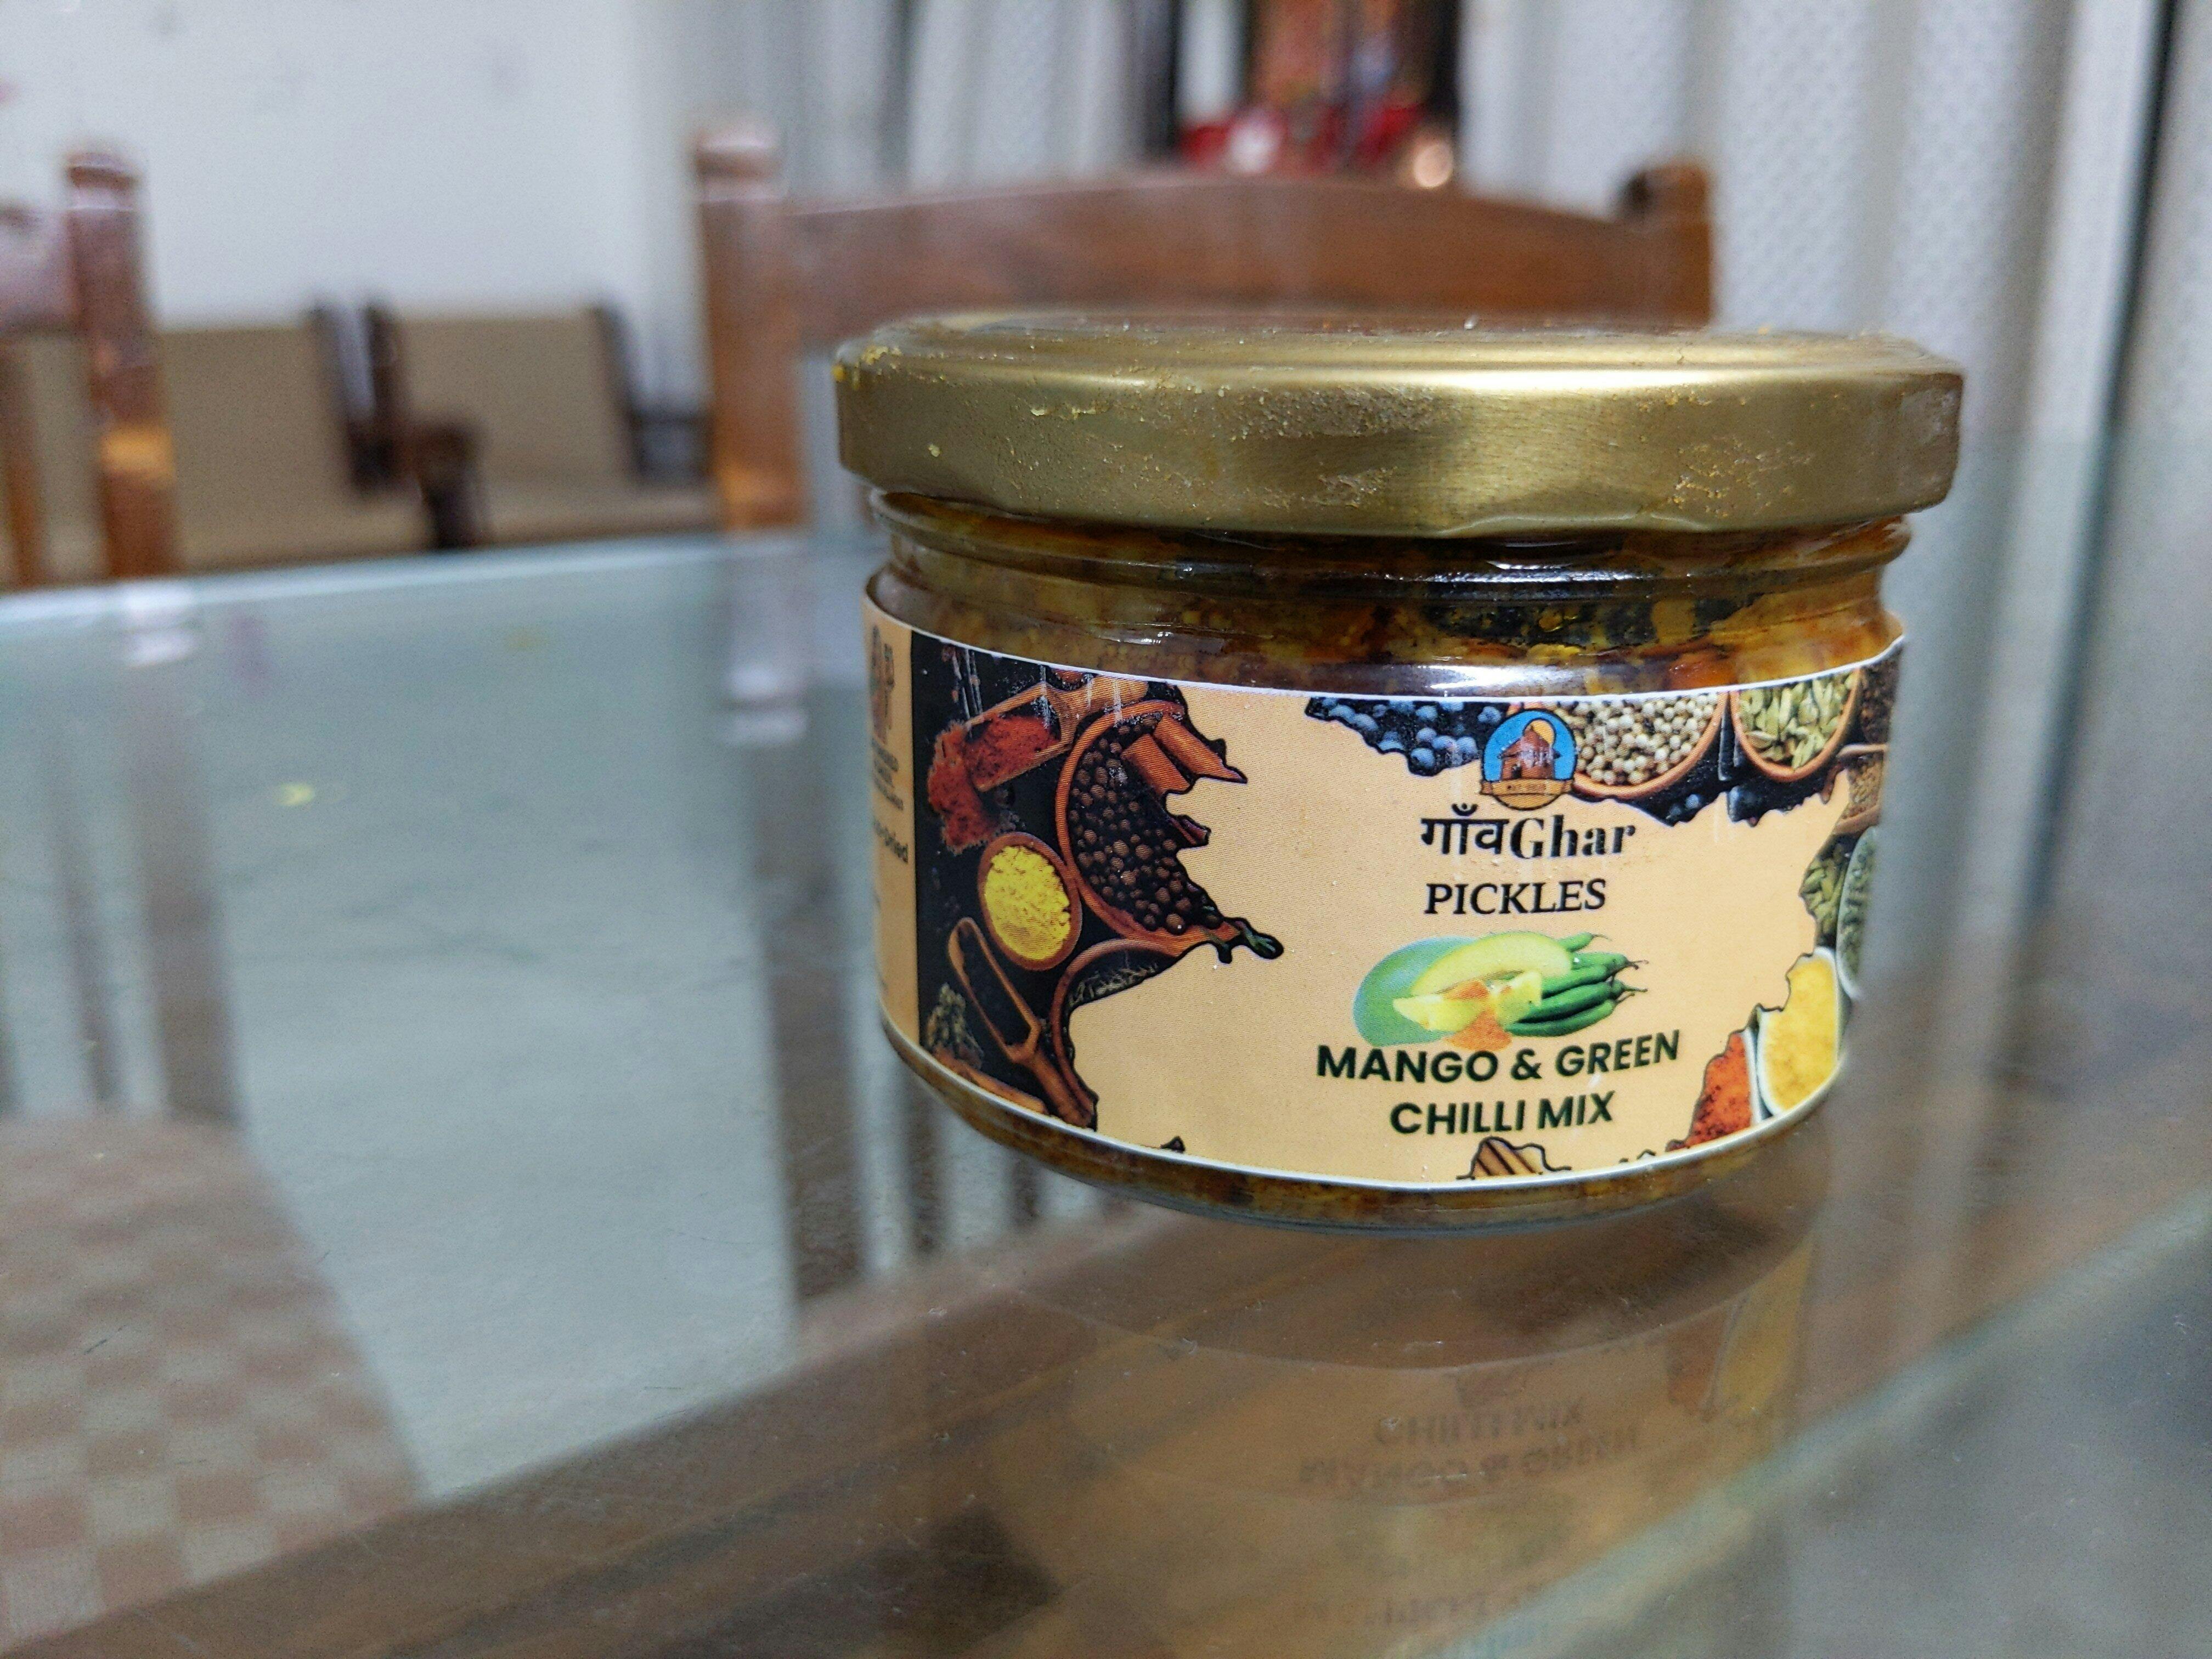 गाँवGhar
PICKLES
MANGO & GREEN
CHILLI MIX